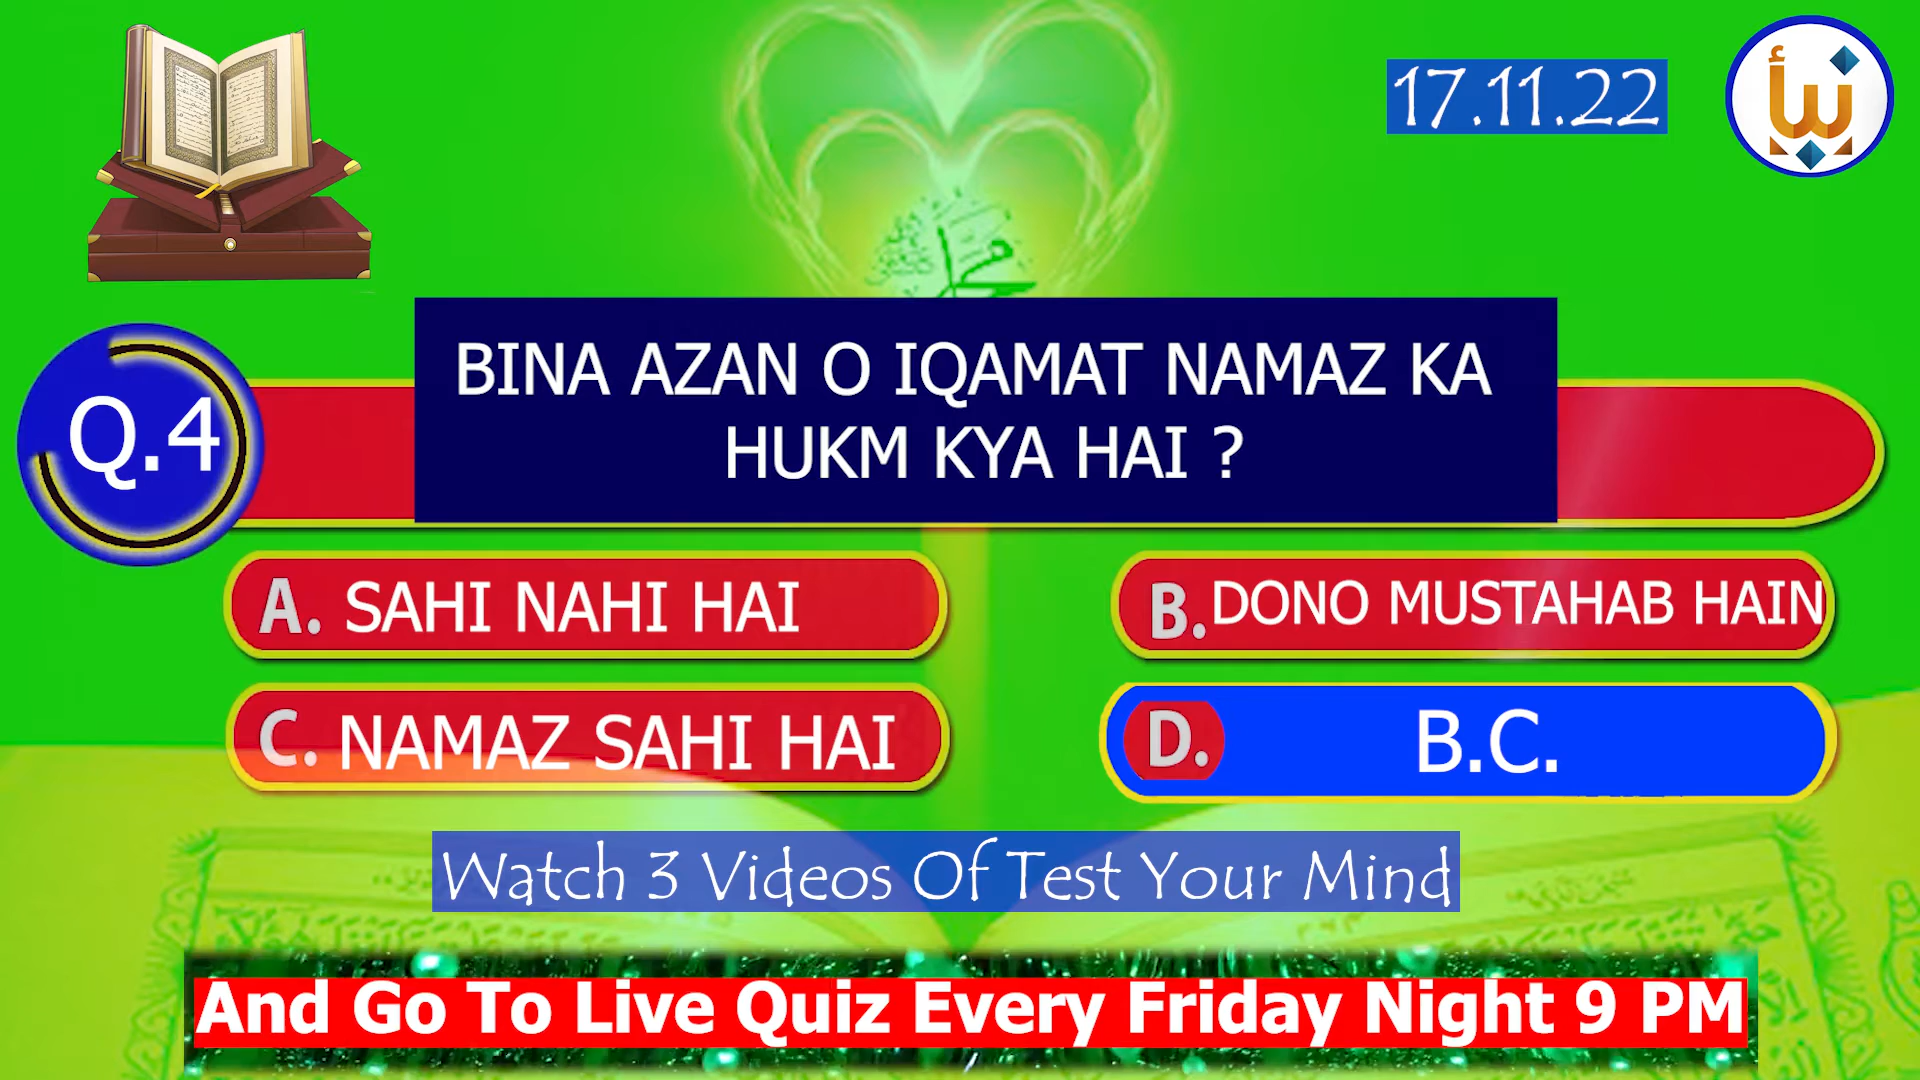 17.11.22
نبأ
Q.4
BINA AZAN O IQAMAT NAMAZ KA
HUKM KYA HAI ?
A. SAHI NAHI HAI
B. DONO MUSTAHAB HAIN
C. NAMAZ SAHI HAI
D. B.C.
Watch 3 Videos Of Test Your Mind
And Go To Live Quiz Every Friday Night 9 PM